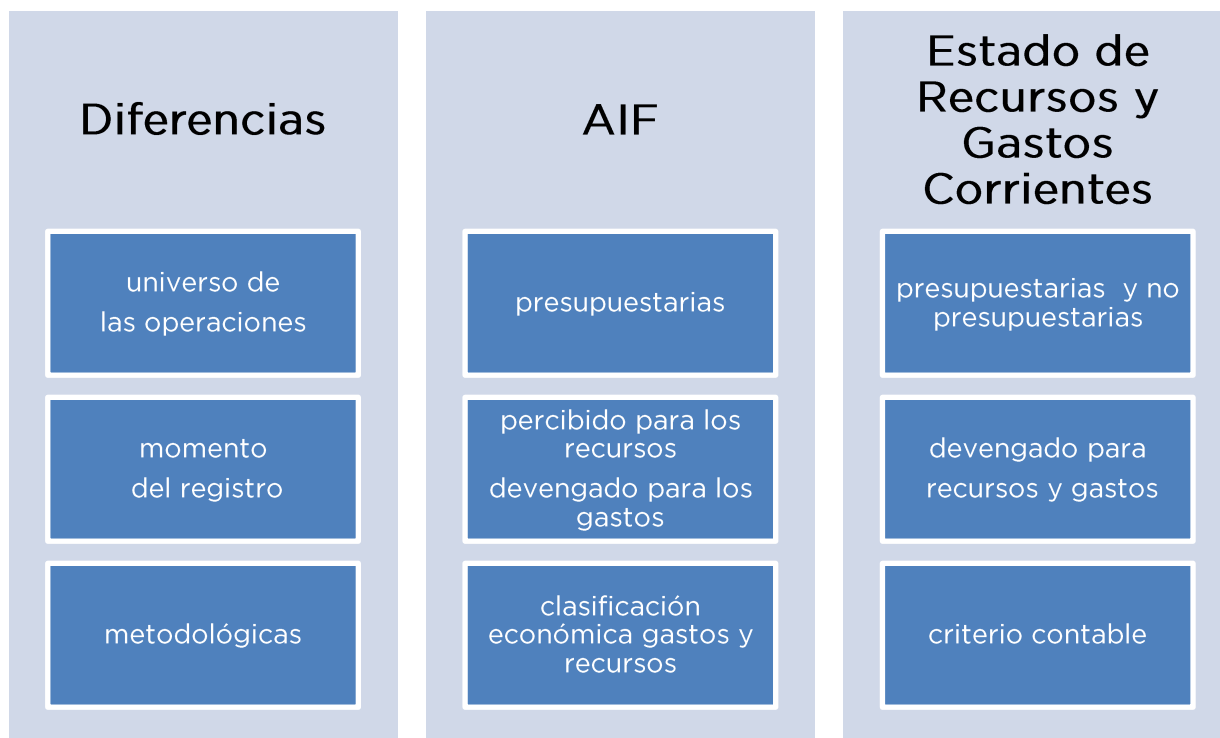 Diferencias
universo de
las operaciones
momento
del registro
metodológicas
AIF
presupuestarias
percibido para los
recursos
devengado para los
gastos
clasificación
económica gastos y
recursos
Estado de
Recursos y
Gastos
Corrientes
presupuestarias y no
presupuestarias
devengado para
recursos y gastos
criterio contable